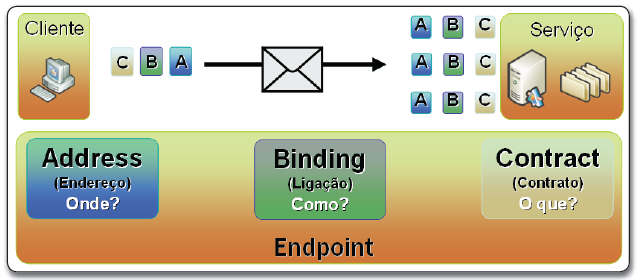 Cliente
C B A
A B C
A B C
A B C
Serviço
Address
(Endereço)
Onde?
Binding
(Ligação)
Como?
Contract
(Contrato)
O que?
Endpoint